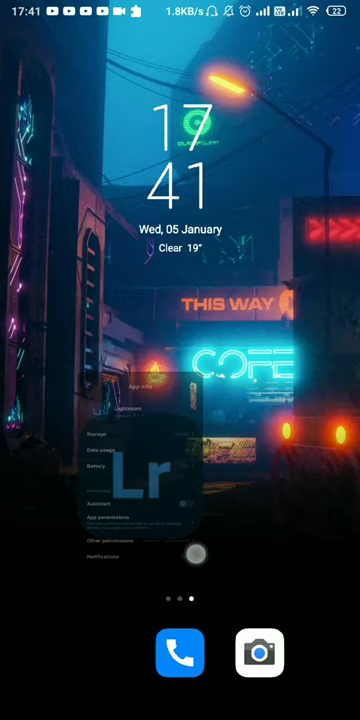 17:41
1.8KB/s
22
17
41
Wed, 05 January
Clear 19°
THIS WAY
COFE
App info
Lightroom
Storage
Data usage
Battery
Lr
Autostart
App permissions
Other permissions
Notifications